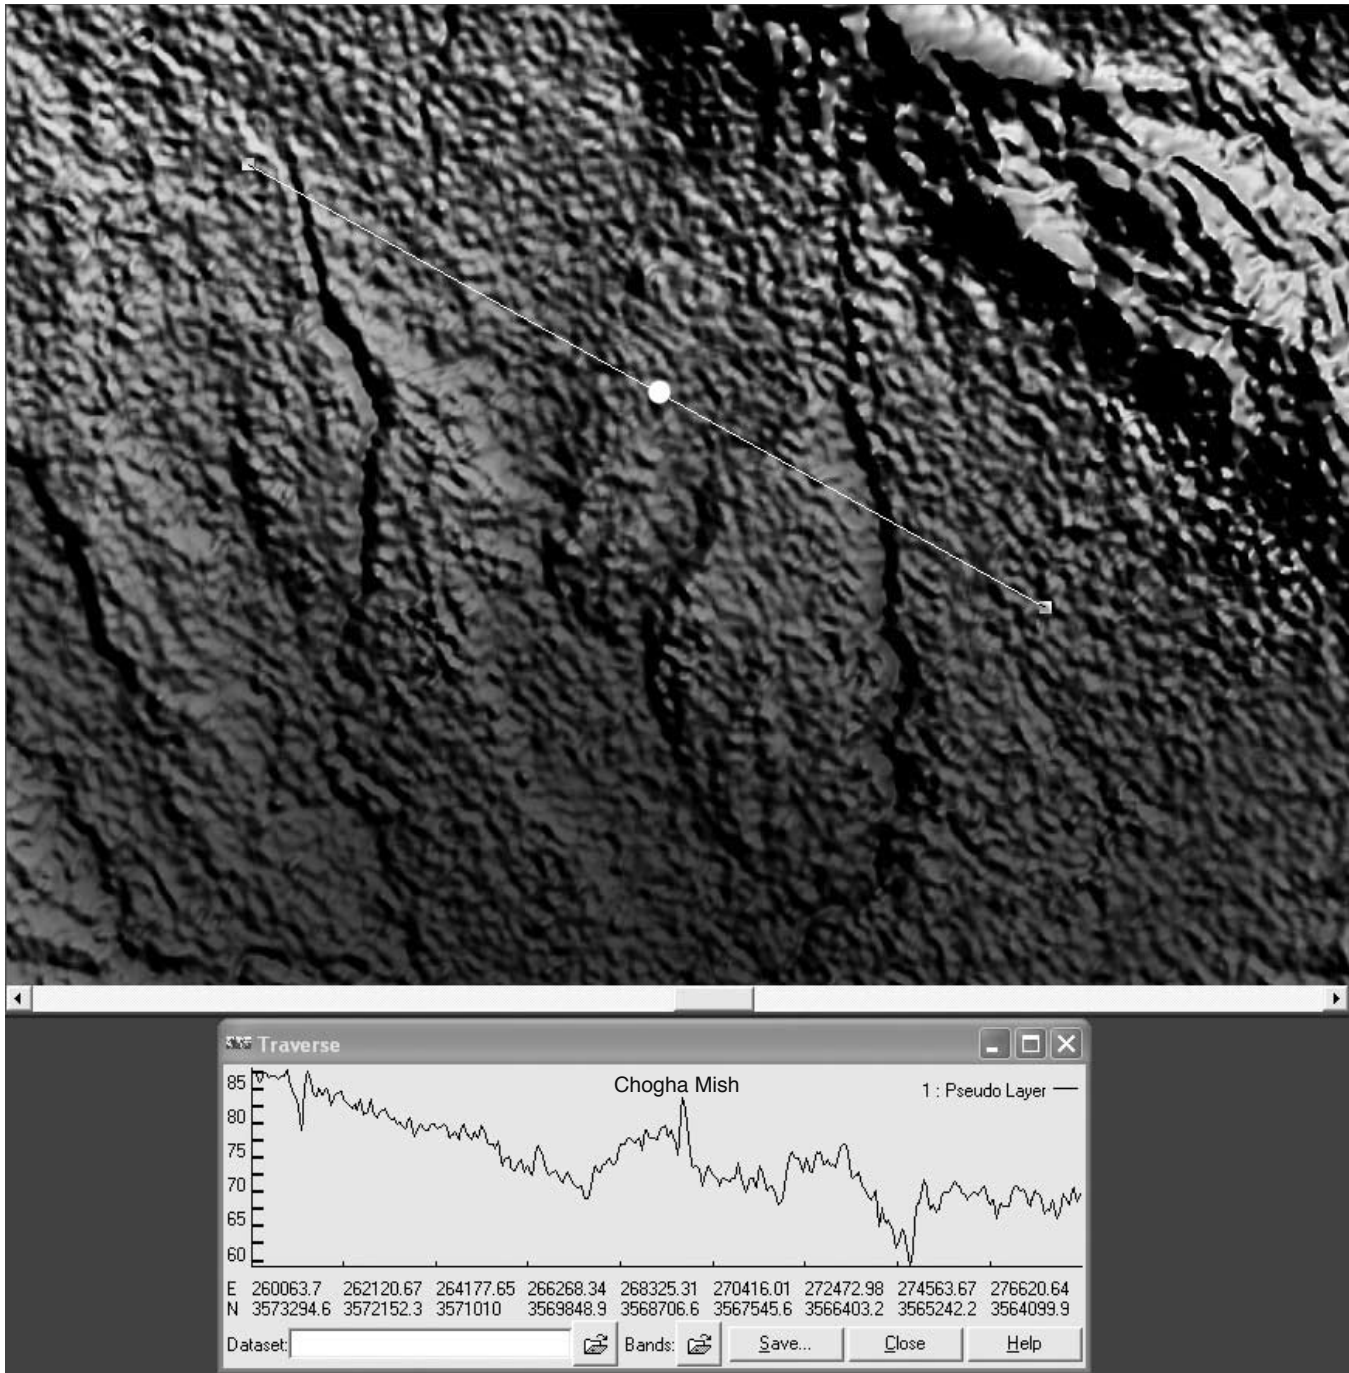 Traverse
Chogha Mish
1 : Pseudo Layer
85
80
75
70
65
60
E 260063.7 262120.67 264177.65 266268.34 268325.31 270416.01 272472.98 274563.67 276620.64
N 3573294.6 3572152.3 3571010 3569848.9 3568706.6 3567545.6 3566403.2 3565242.2 3564099.9
Dataset: Bands: Save... Close Help